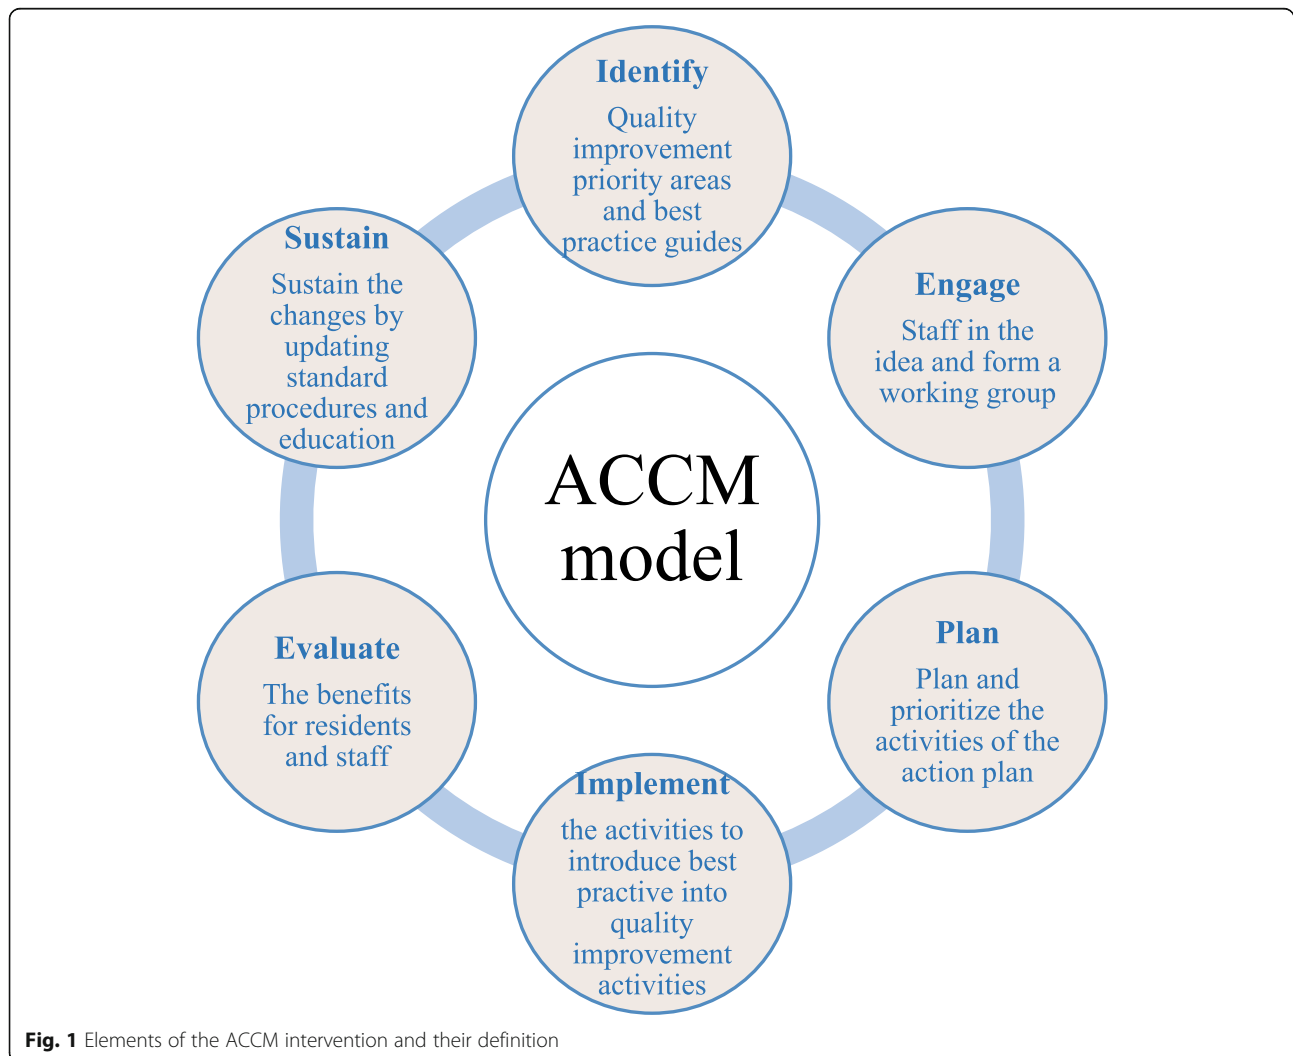 Identify
Quality
improvement
priority areas
and best
practice guides
Engage
Staff in the
idea and form a
working group
Plan
Plan and
prioritize the
activities of the
action plan
Implement
the activities to
introduce best
practive into
quality
improvement
activities
Evaluate
The benefits
for residents
and staff
Sustain
Sustain the
changes by
updating
standard
procedures and
education
ACCM
model
Fig. 1 Elements of the ACCM intervention and their definition